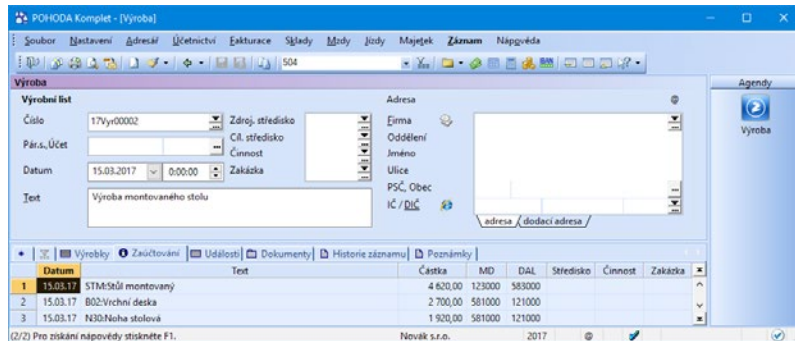 POHODA Komplet - [Výroba]
Soubor Nastavení Adresář Účetnictví Fakturace Sklady Mzdy Jízdy Majetek Záznam Nápověda
504
Výroba
Agendy
Výrobní list
Adresa @
Výroba
Číslo 17Vyr00002 Zdroj. středisko Firma
Cíl. středisko Oddělení
Pár.s.,Účet Činnost Jméno
Datum 15.03.2017 0:00:00 Zakázka Ulice
PSČ, Obec
Text Výroba montovaného stolu IČ / DIČ
adresa dodací adresa
Výrobky Zaúčtování Události Dokumenty Historie záznamu Poznámky
Datum Text Částka MD DAL Středisko Činnost Zakázka
1 15.03.17 STM:Stůl montovaný 4 620,00 123000 583000
2 15.03.17 B02:Vrchní deska 2 700,00 581000 121000
3 15.03.17 N30:Noha stolová 1 920,00 581000 121000
(2/2) Pro získání nápovědy stiskněte F1. Novák s.r.o. 2017 @